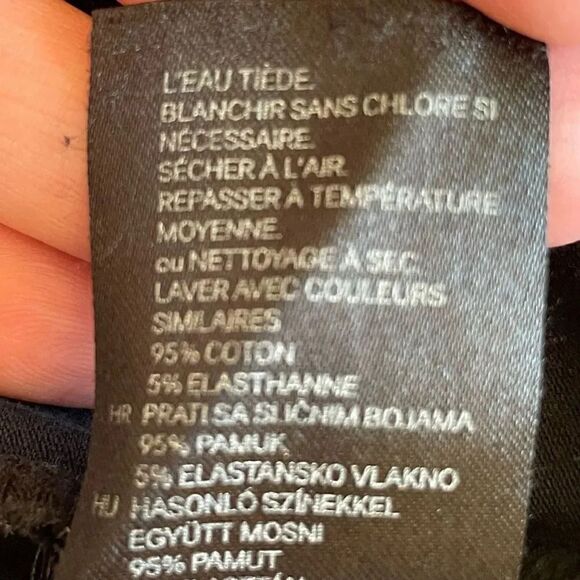 L'EAU TIÈDE.
BLANCHIR SANS CHLORE SI
NÉCESSAIRE.
SÉCHER À L'AIR.
REPASSER À TEMPÉRATURE
MOYENNE.
ou NETTOYAGE À SEC.
LAVER AVEC COULEURS
SIMILAIRES
95% COTON
5% ELASTHANNE
HR PRATI SA SLIČNIM BOJAMA
95% PAMUK,
5% ELASTANSKO VLAKNO
HU HASONLÓ SZÍNEKKEL
EGYÜTT MOSNI
95% PAMUT